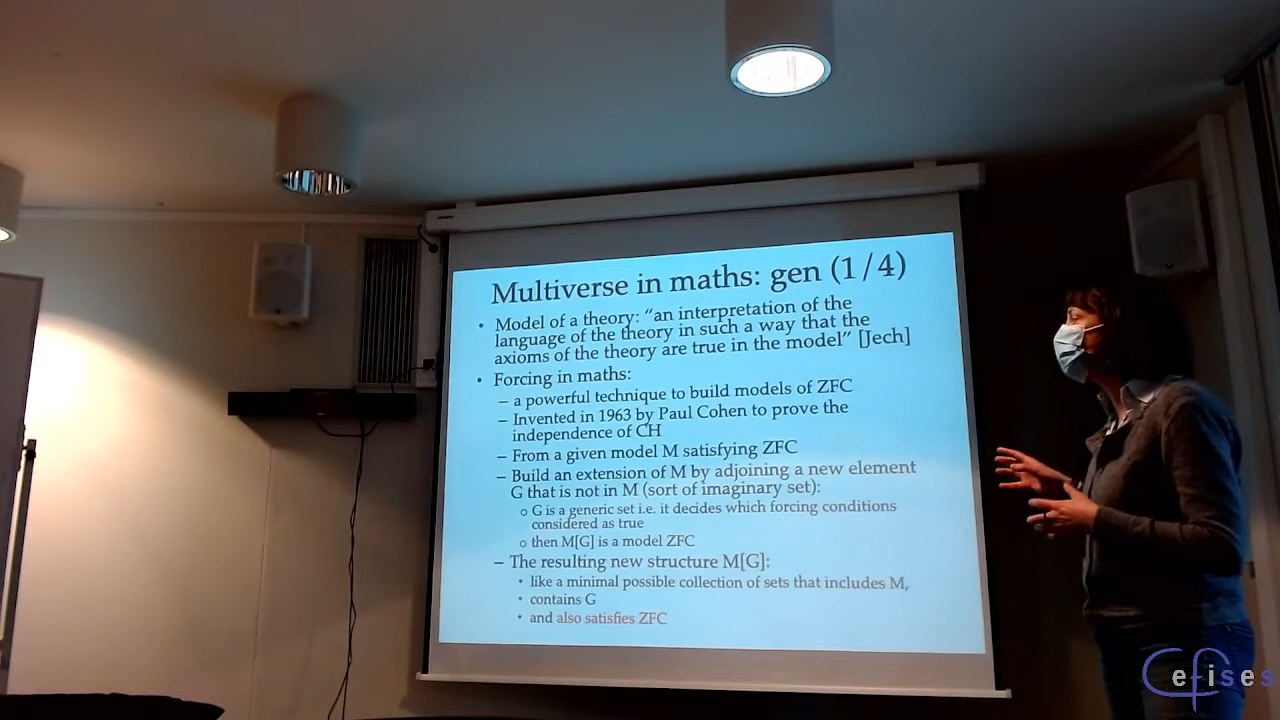 Multiverse in maths: gen (1/4)
• Model of a theory: “an interpretation of the
language of the theory in such a way that the
axioms of the theory are true in the model” [Jech]
• Forcing in maths:
– a powerful technique to build models of ZFC
– Invented in 1963 by Paul Cohen to prove the
independence of CH
– From a given model M satisfying ZFC
– Build an extension of M by adjoining a new element
G that is not in M (sort of imaginary set):
o G is a generic set i.e. it decides which forcing conditions
considered as true
o then M[G] is a model ZFC
– The resulting new structure M[G]:
• like a minimal possible collection of sets that includes M,
• contains G
• and also satisfies ZFC
Cefises